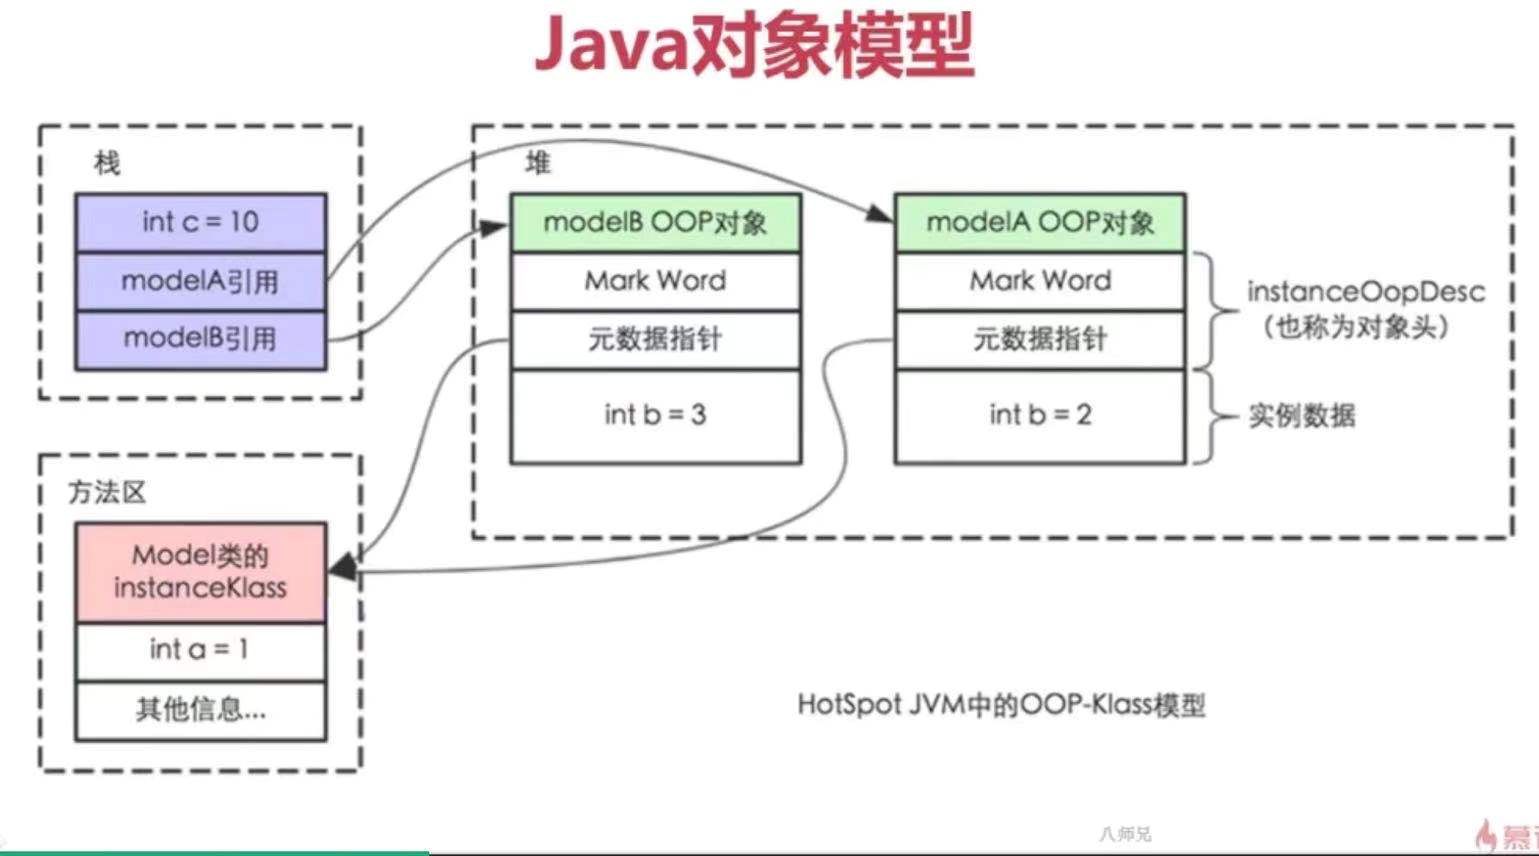 Java对象模型
栈
int c = 10
modelA引用
modelB引用
堆
modelB OOP对象
Mark Word
元数据指针
int b = 3
modelA OOP对象
Mark Word
元数据指针
int b = 2
instanceOopDesc
（也称为对象头）
实例数据
方法区
Model类的
instanceKlass
int a = 1
其他信息...
HotSpot JVM中的OOP-Klass模型
八师兄
慕